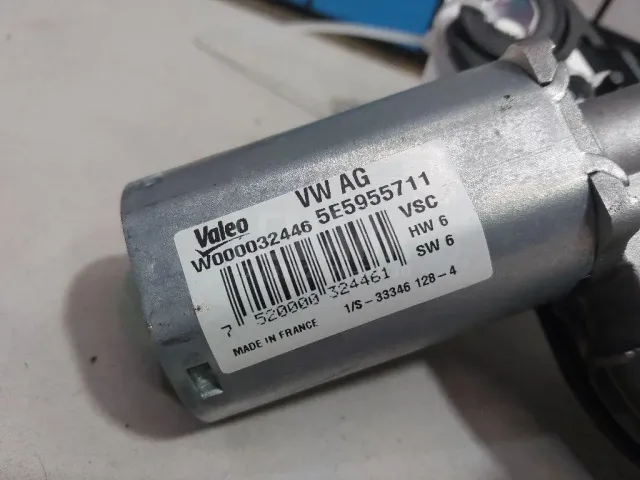 Valeo VW AG
W000032446 5E5955711
VSC
HW 6
SW 6
7 520000 324461
1/S-33346 128-4
MADE IN FRANCE